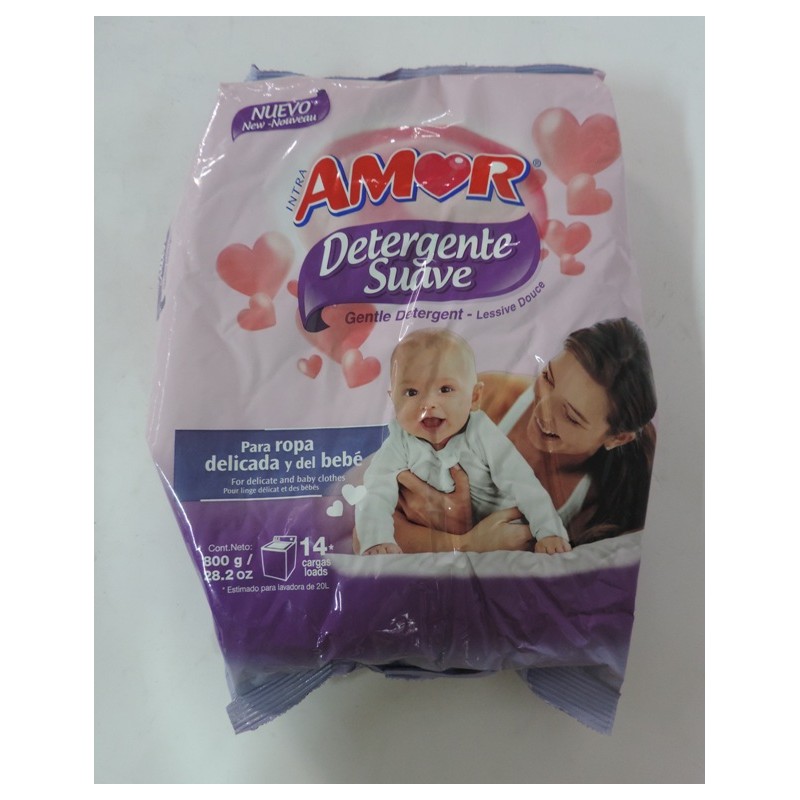 NUEVO
New - Nouveau
INTRA
AMOR®
Detergente
Suave
Gentle Detergent - Lessive Douce
Para ropa
delicada y del bebé
For delicate and baby clothes
Pour linge délicat et des bébés
Cont.Neto:
800 g /
28.2 oz
14*
cargas
loads
* Estimado para lavadora de 20L.